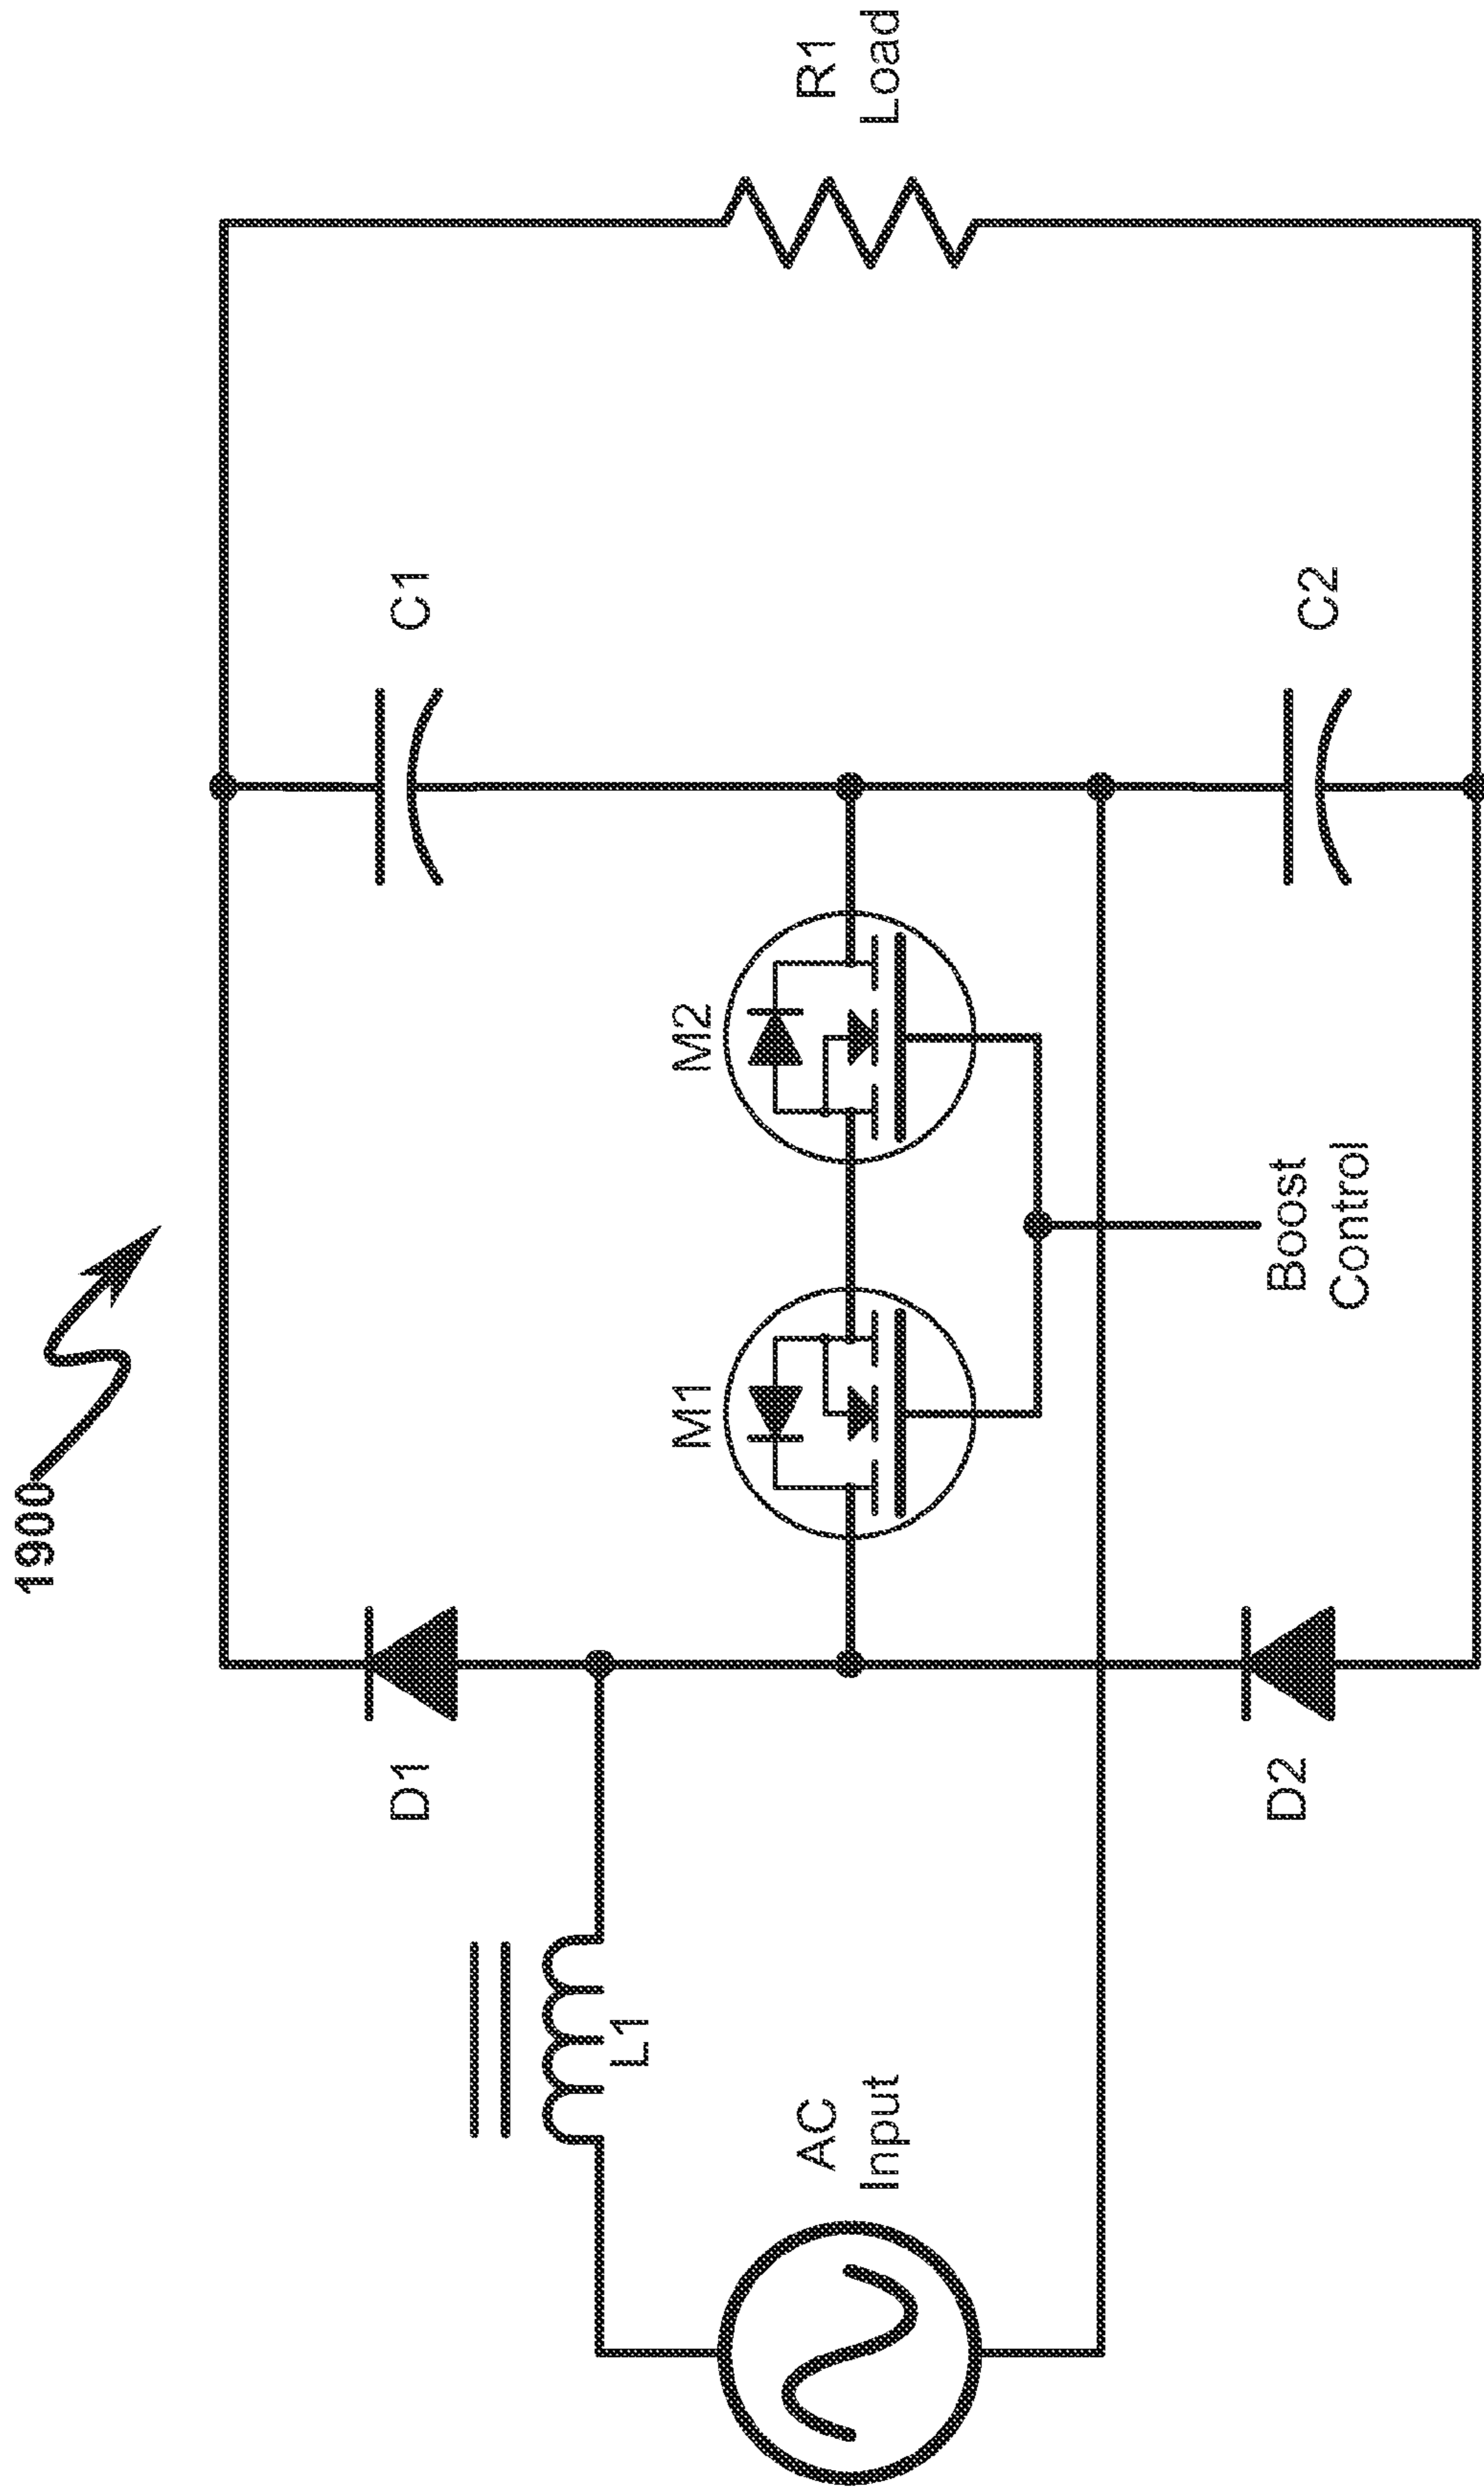 1900
D1
C1
L1
M1
M2
AC
Input
R1
Load
D2
Boost
Control
C2